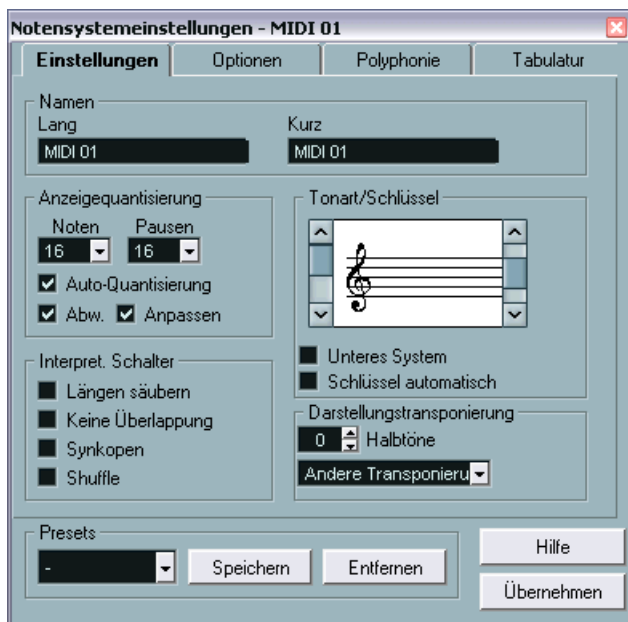 Notensystemeinstellungen - MIDI 01
Einstellungen Optionen Polyphonie Tabulatur
Namen
Lang Kurz
MIDI 01 MIDI 01
Anzeigequantisierung
Noten Pausen
16 16
Auto-Quantisierung
Abw. Anpassen
Interpret. Schalter
Längen säubern
Keine Überlappung
Synkopen
Shuffle
Tonart/Schlüssel
Unteres System
Schlüssel automatisch
Darstellungstransponierung
0 Halbtöne
Andere Transponieru
Presets
-
Speichern Entfernen
Hilfe
Übernehmen